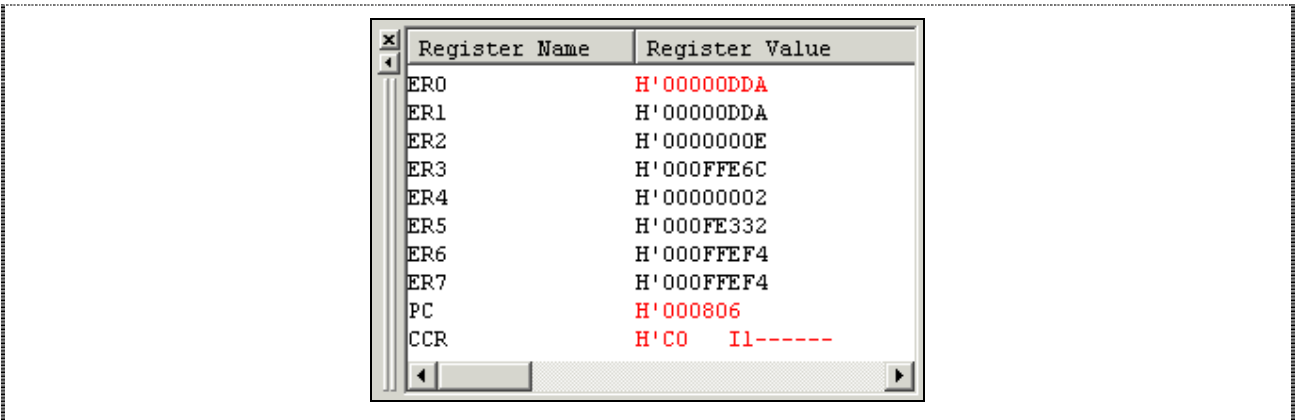 Register Name Register Value
ER0 H'00000DDA
ER1 H'00000DDA
ER2 H'0000000E
ER3 H'000FFE6C
ER4 H'00000002
ER5 H'000FE332
ER6 H'000FFEF4
ER7 H'000FFEF4
PC H'000806
CCR H'C0 I1------